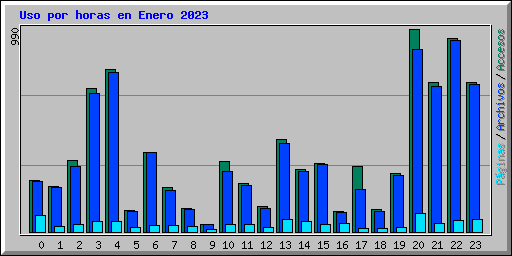 Uso por horas en Enero 2023
990
Páginas / Archivos / Accesos
0 1 2 3 4 5 6 7 8 9 10 11 12 13 14 15 16 17 18 19 20 21 22 23